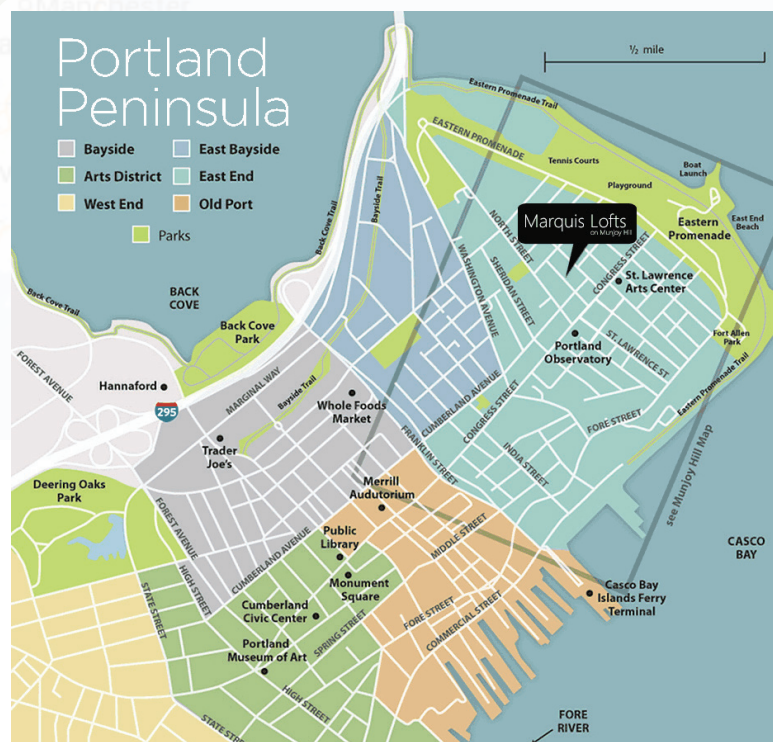 Manchester
Portland
Peninsula
Bayside
East Bayside
Arts District
East End
West End
Old Port
Parks
½ mile
Eastern Promenade Trail
EASTERN PROMENADE
Tennis Courts
Boat
Launch
Playground
Eastern
Promenade
East End
Beach
Marquis Lofts
on Munjoy Hill
NORTH STREET
SHERIDAN STREET
WASHINGTON AVENUE
CONGRESS STREET
St. Lawrence
Arts Center
Portland
Observatory
ST. LAWRENCE ST
Fort Allen
Park
Eastern Promenade Trail
Bayside Trail
Back Cove Trail
BACK
COVE
Back Cove Trail
Back Cove
Park
FOREST AVENUE
Hannaford
295
MARGINAL WAY
Bayside Trail
Whole Foods
Market
Trader
Joe's
CUMBERLAND AVENUE
CONGRESS STREET
FORE STREET
FRANKLIN STREET
INDIA STREET
see Munjoy Hill Map
Deering Oaks
Park
FOREST AVENUE
Merrill
Audutorium
Public
Library
MIDDLE STREET
CASCO
BAY
CUMBERLAND AVENUE
HIGH STREET
STATE STREET
Monument
Square
Cumberland
Civic Center
SPRING STREET
FORE STREET
COMMERCIAL STREET
Casco Bay
Islands Ferry
Terminal
Portland
Museum of Art
HIGH STREET
STATE STREET
FORE
RIVER